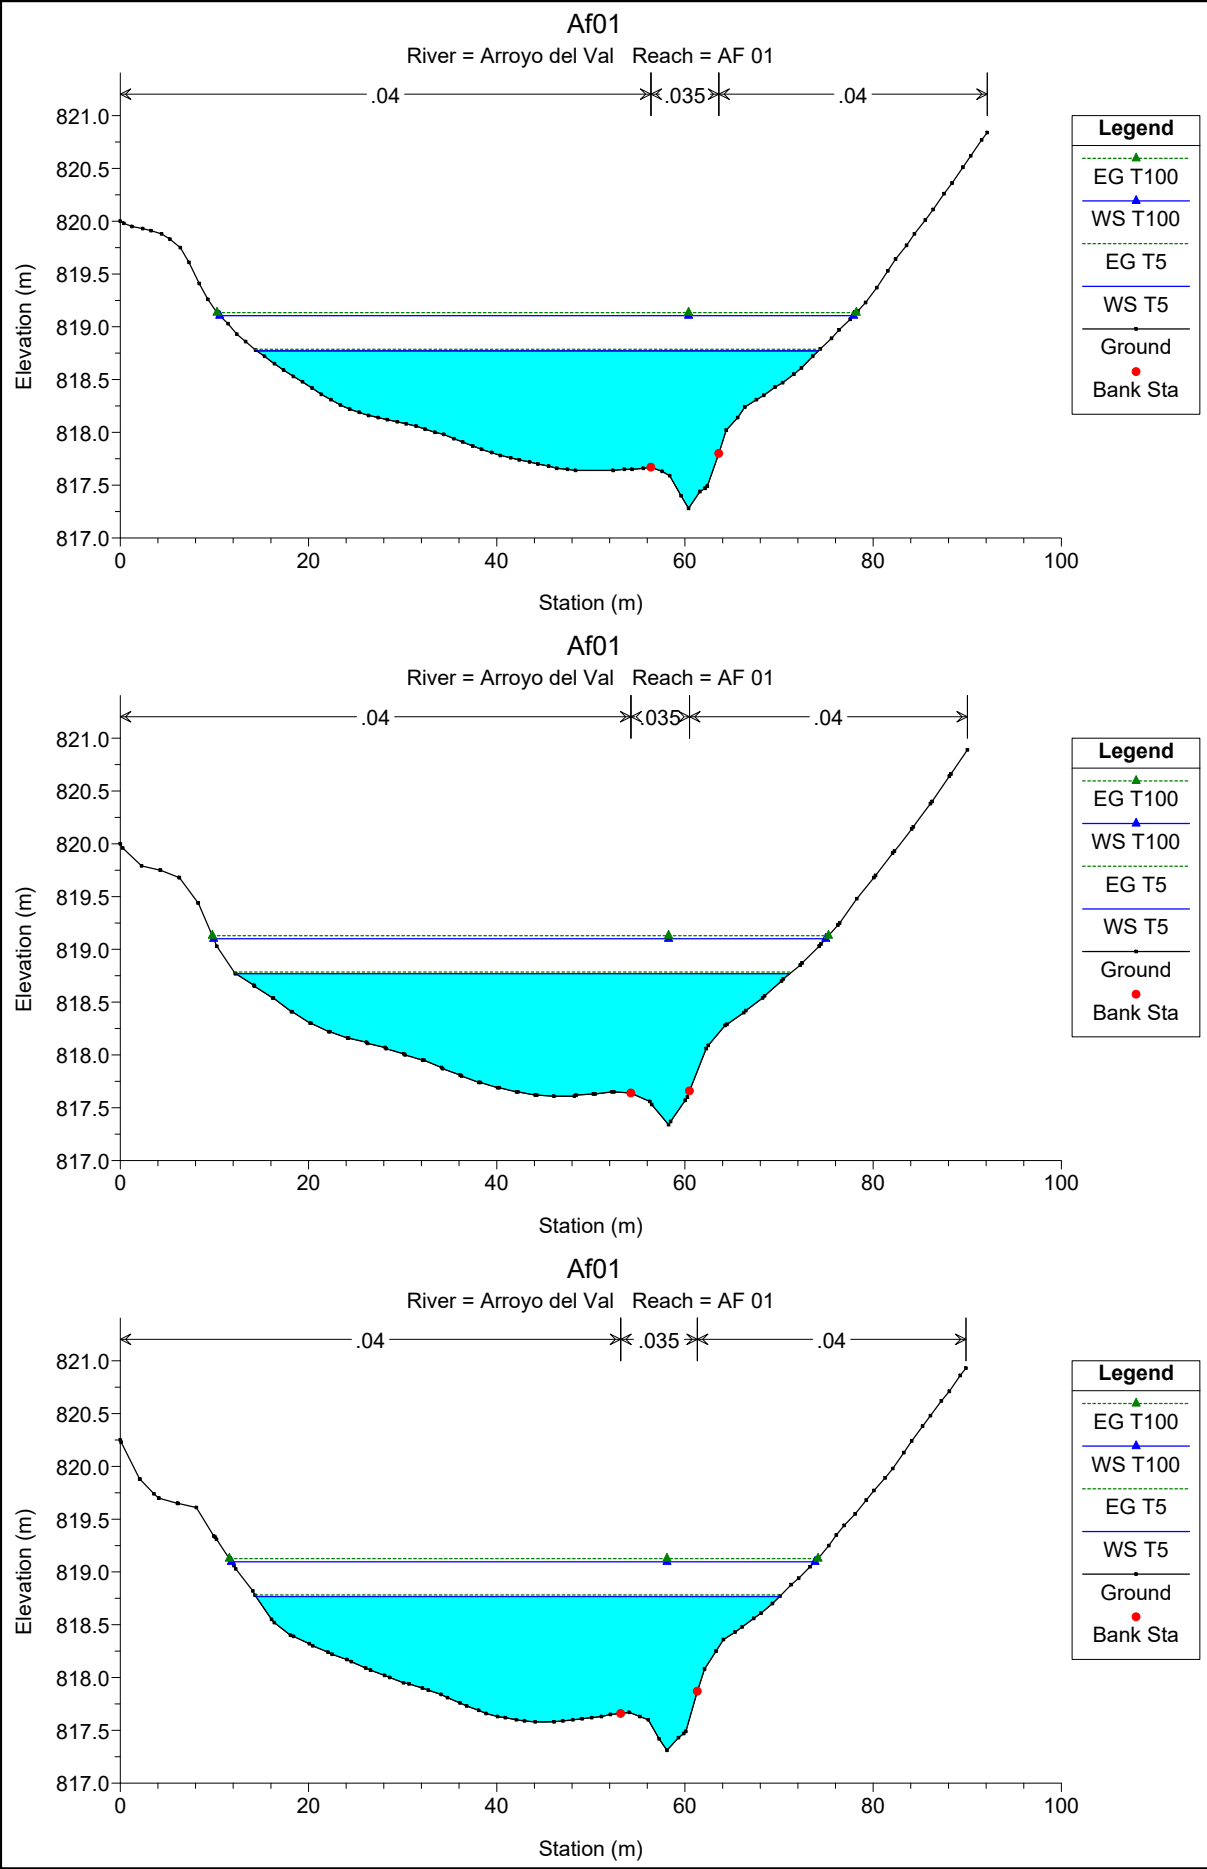 Af01
River = Arroyo del Val   Reach = AF 01
.04
.035
.04
821.0
820.5
820.0
819.5
819.0
818.5
818.0
817.5
817.0
Elevation (m)
0 20 40 60 80 100
Station (m)
Legend
EG T100
WS T100
EG T5
WS T5
Ground
Bank Sta
Af01
River = Arroyo del Val   Reach = AF 01
.04
.035
.04
821.0
820.5
820.0
819.5
819.0
818.5
818.0
817.5
817.0
Elevation (m)
0 20 40 60 80 100
Station (m)
Legend
EG T100
WS T100
EG T5
WS T5
Ground
Bank Sta
Af01
River = Arroyo del Val   Reach = AF 01
.04
.035
.04
821.0
820.5
820.0
819.5
819.0
818.5
818.0
817.5
817.0
Elevation (m)
0 20 40 60 80 100
Station (m)
Legend
EG T100
WS T100
EG T5
WS T5
Ground
Bank Sta